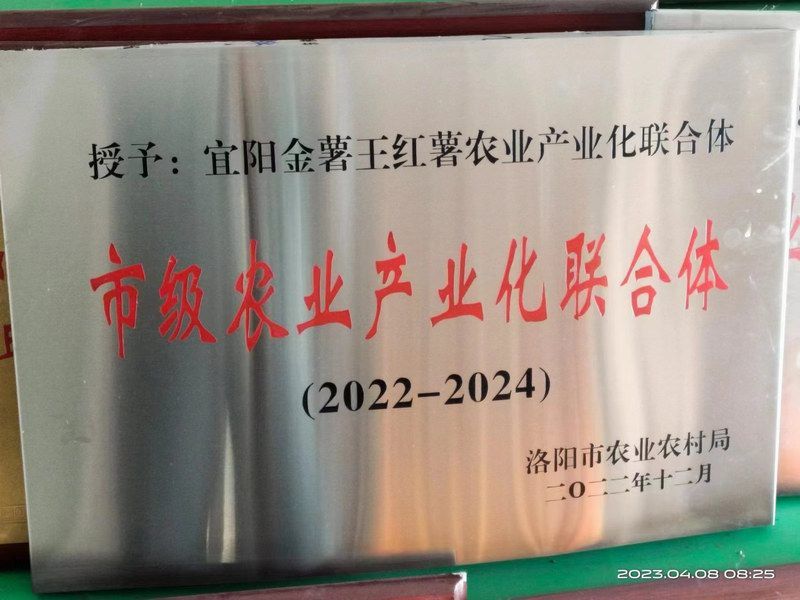 授予：宜阳金薯王红薯农业产业化联合体
市级农业产业化联合体
(2022-2024)
洛阳市农业农村局
二〇二二年十二月
2023.04.08 08:25